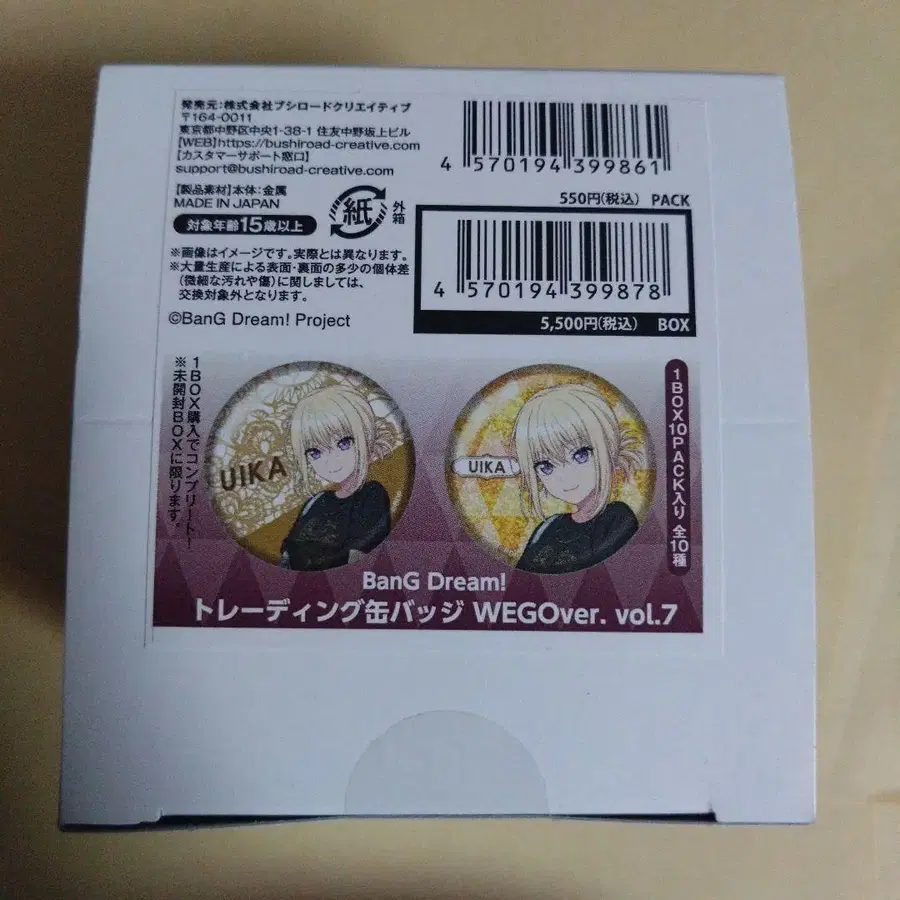 発売元:株式会社ブシロードクリエイティブ
〒164-0011
東京都中野区中央1-38-1 住友中野坂上ビル
【WEB】https://bushiroad-creative.com
【カスタマーサポート窓口】
support@bushiroad-creative.com
【製品素材】本体:金属
MADE IN JAPAN
対象年齢15歳以上
紙
外箱
※画像はイメージです。実際とは異なります。
※大量生産による表面・裏面の多少の個体差
(微細な汚れや傷)に関しましては、
交換対象外となります。
©BanG Dream! Project
4 570194 399861
550円(税込) PACK
4 570194 399878
5,500円(税込) BOX
1BOX購入でコンプリート!
※未開封BOXに限ります。
UIKA
UIKA
1BOX10PACK入り 全10種
BanG Dream!
トレーディング缶バッジ WEGOver. vol.7